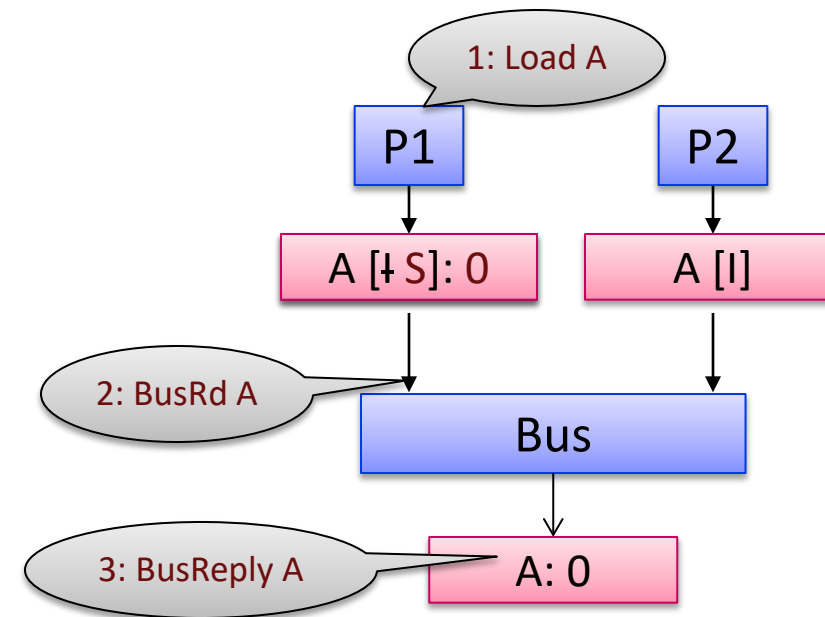 1: Load A
P1
P2
A [I S]: 0
A [I]
2: BusRd A
Bus
3: BusReply A
A: 0